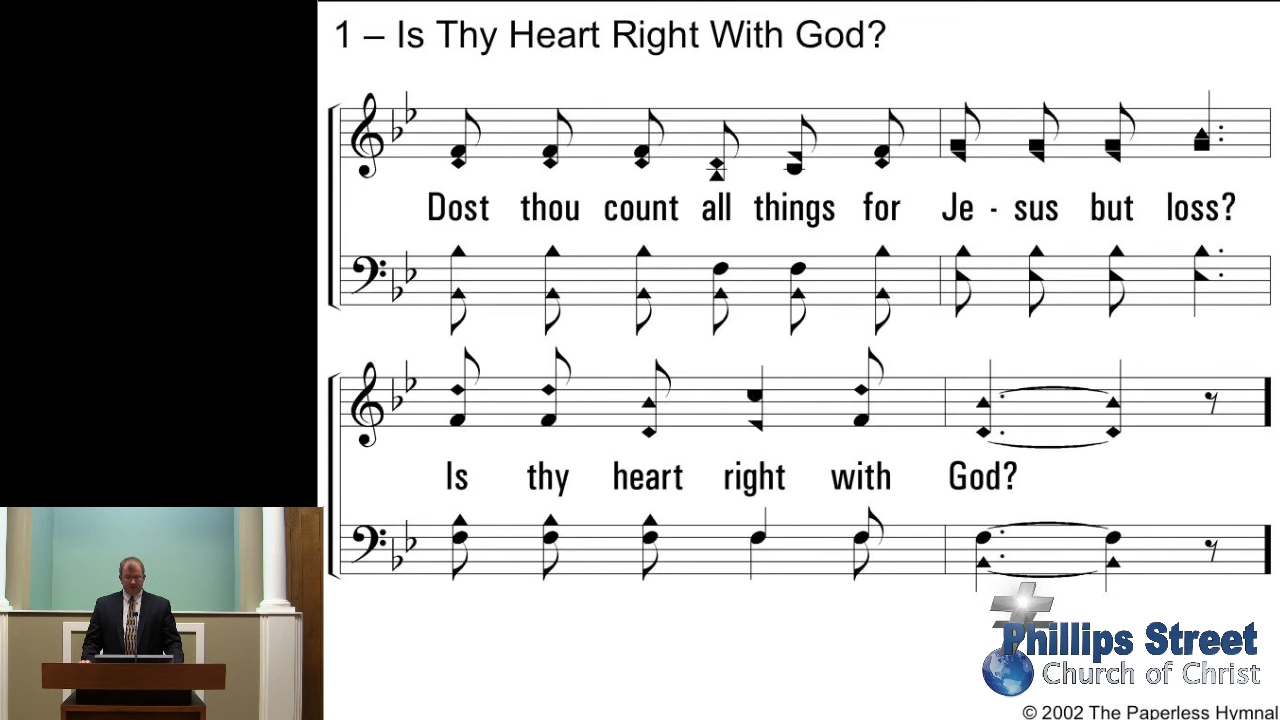 1 – Is Thy Heart Right With God?
Dost thou count all things for Je - sus but loss?
Is thy heart right with God?
Phillips Street
Church of Christ
© 2002 The Paperless Hymnal